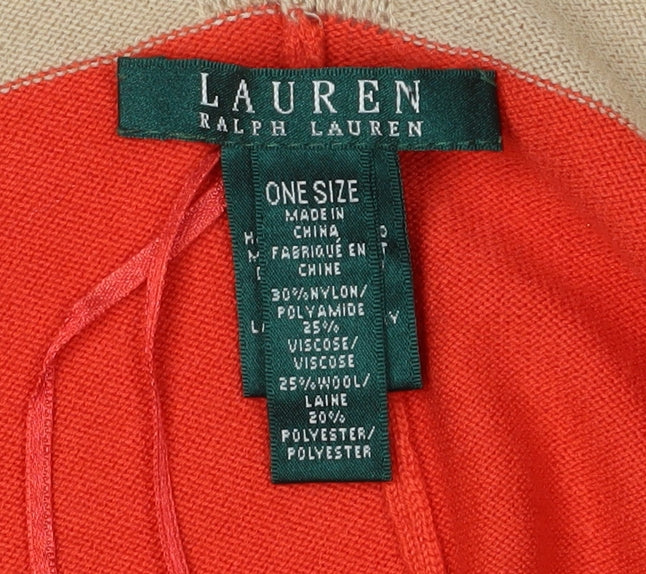 LAUREN
RALPH LAUREN
ONE SIZE
MADE IN
CHINA
FABRIQUÉ EN
CHINE
30%NYLON/
POLYAMIDE
25%
VISCOSE/
VISCOSE
25%WOOL/
LAINE
20%
POLYESTER/
POLYESTER